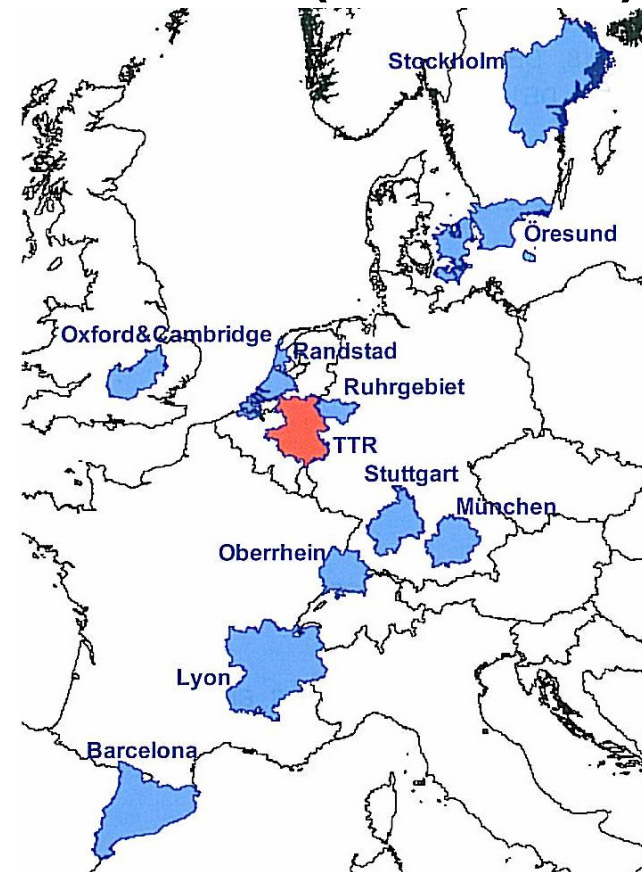 Stockholm
Öresund
Oxford&Cambridge
Randstad
Ruhrgebiet
TTR
Stuttgart
München
Oberrhein
Lyon
Barcelona